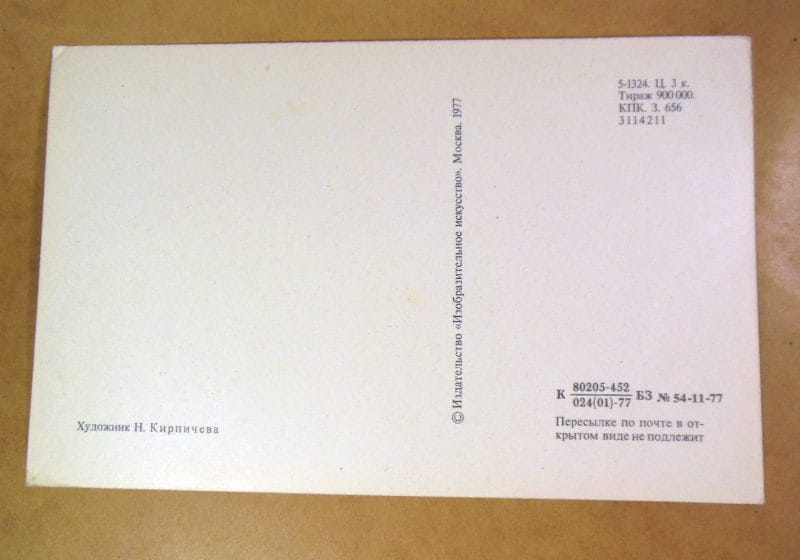 5-1324. Ц. 3 к.
Тираж 900 000.
КПК. З. 656
3114211
© Издательство «Изобразительное искусство». Москва. 1977
К 80205-452 БЗ № 54-11-77
024(01)-77
Пересылке по почте в от-
крытом виде не подлежит
Художник Н. Кирпичева